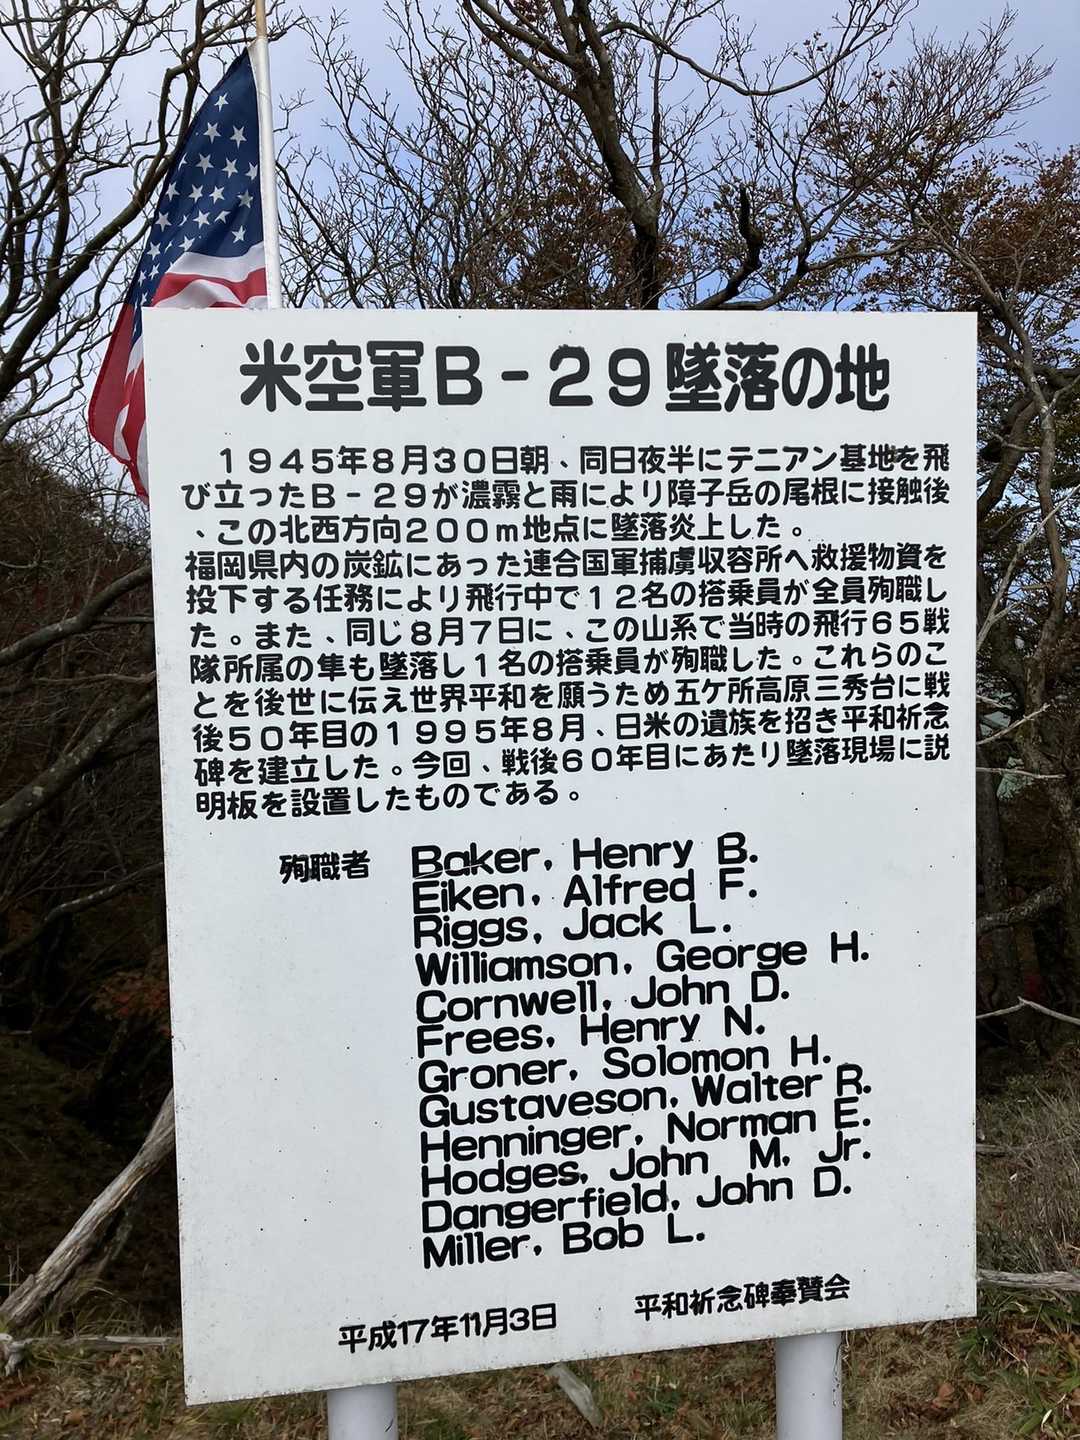 米空軍B-29墜落の地
1945年8月30日朝、同日夜半にテニアン基地を飛
び立ったB-29が濃霧と雨により障子岳の尾根に接触後
、この北西方向200m地点に墜落炎上した。
福岡県内の炭鉱にあった連合国軍捕虜収容所へ救援物資を
投下する任務により飛行中で12名の搭乗員が全員殉職し
た。また、同じ8月7日に、この山系で当時の飛行65戦
隊所属の隼も墜落し1名の搭乗員が殉職した。これらのこ
とを後世に伝え世界平和を願うため五ケ所高原三秀台に戦
後50年目の1995年8月、日米の遺族を招き平和祈念
碑を建立した。今回、戦後60年目にあたり墜落現場に説
明板を設置したものである。
殉職者 Baker, Henry B.
Eiken, Alfred F.
Riggs, Jack L.
Williamson, George H.
Cornwell, John D.
Frees, Henry N.
Groner, Solomon H.
Gustaveson, Walter R.
Henninger, Norman E.
Hodges, John M. Jr.
Dangerfield, John D.
Miller, Bob L.
平成17年11月3日 平和祈念碑奉賛会